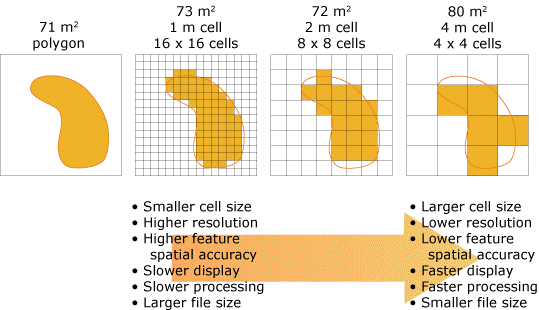 71 m²
polygon
73 m²
1 m cell
16 x 16 cells
72 m²
2 m cell
8 x 8 cells
80 m²
4 m cell
4 x 4 cells
• Smaller cell size
• Higher resolution
• Higher feature
spatial accuracy
• Slower display
• Slower processing
• Larger file size
• Larger cell size
• Lower resolution
• Lower feature
spatial accuracy
• Faster display
• Faster processing
• Smaller file size